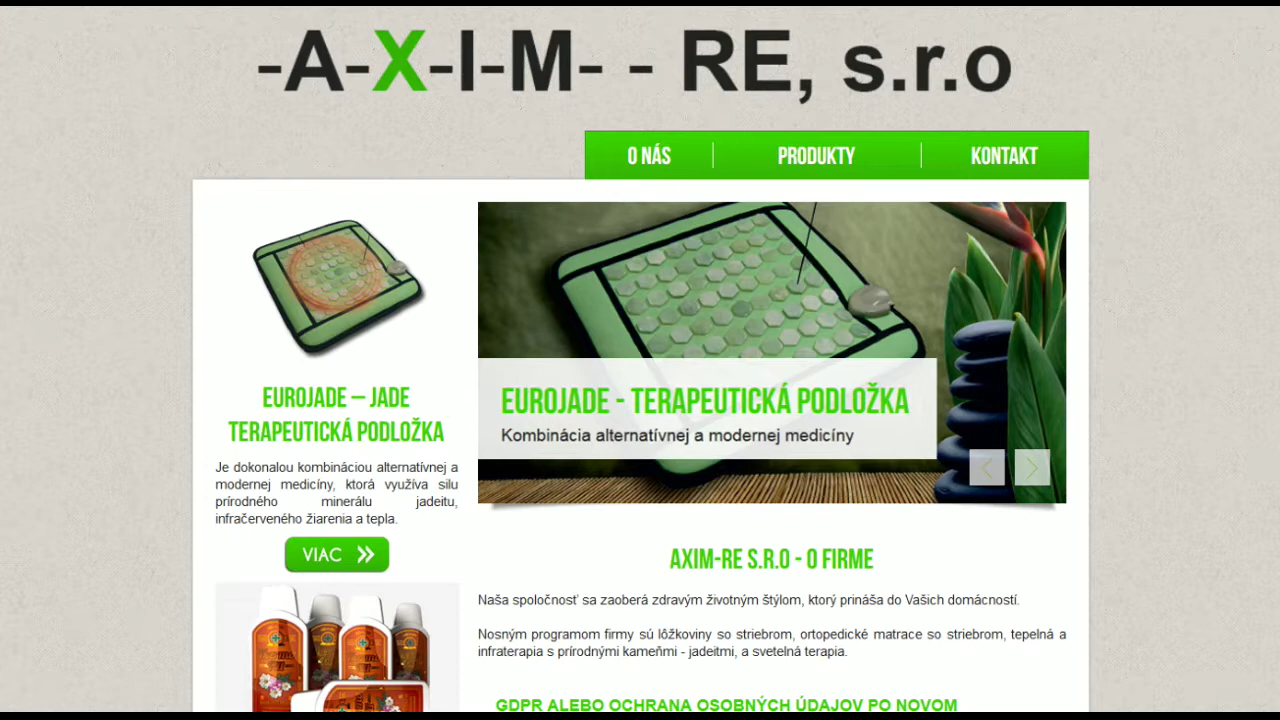 -A-X-I-M- - RE, s.r.o
O NÁS
PRODUKTY
KONTAKT
EUROJADE – JADE
TERAPEUTICKÁ PODLOŽKA
Je dokonalou kombináciou alternatívnej a
modernej medicíny, ktorá využíva silu
prírodného minerálu jadeitu,
infračerveného žiarenia a tepla.
VIAC
EUROJADE - TERAPEUTICKÁ PODLOŽKA
Kombinácia alternatívnej a modernej medicíny
AXIM-RE S.R.O - O FIRME
Naša spoločnosť sa zaoberá zdravým životným štýlom, ktorý prináša do Vašich domácností.
Nosným programom firmy sú lôžkoviny so striebrom, ortopedické matrace so striebrom, tepelná a
infraterapia s prírodnými kameňmi - jadeitmi, a svetelná terapia.
GDPR ALEBO OCHRANA OSOBNÝCH ÚDAJOV PO NOVOM